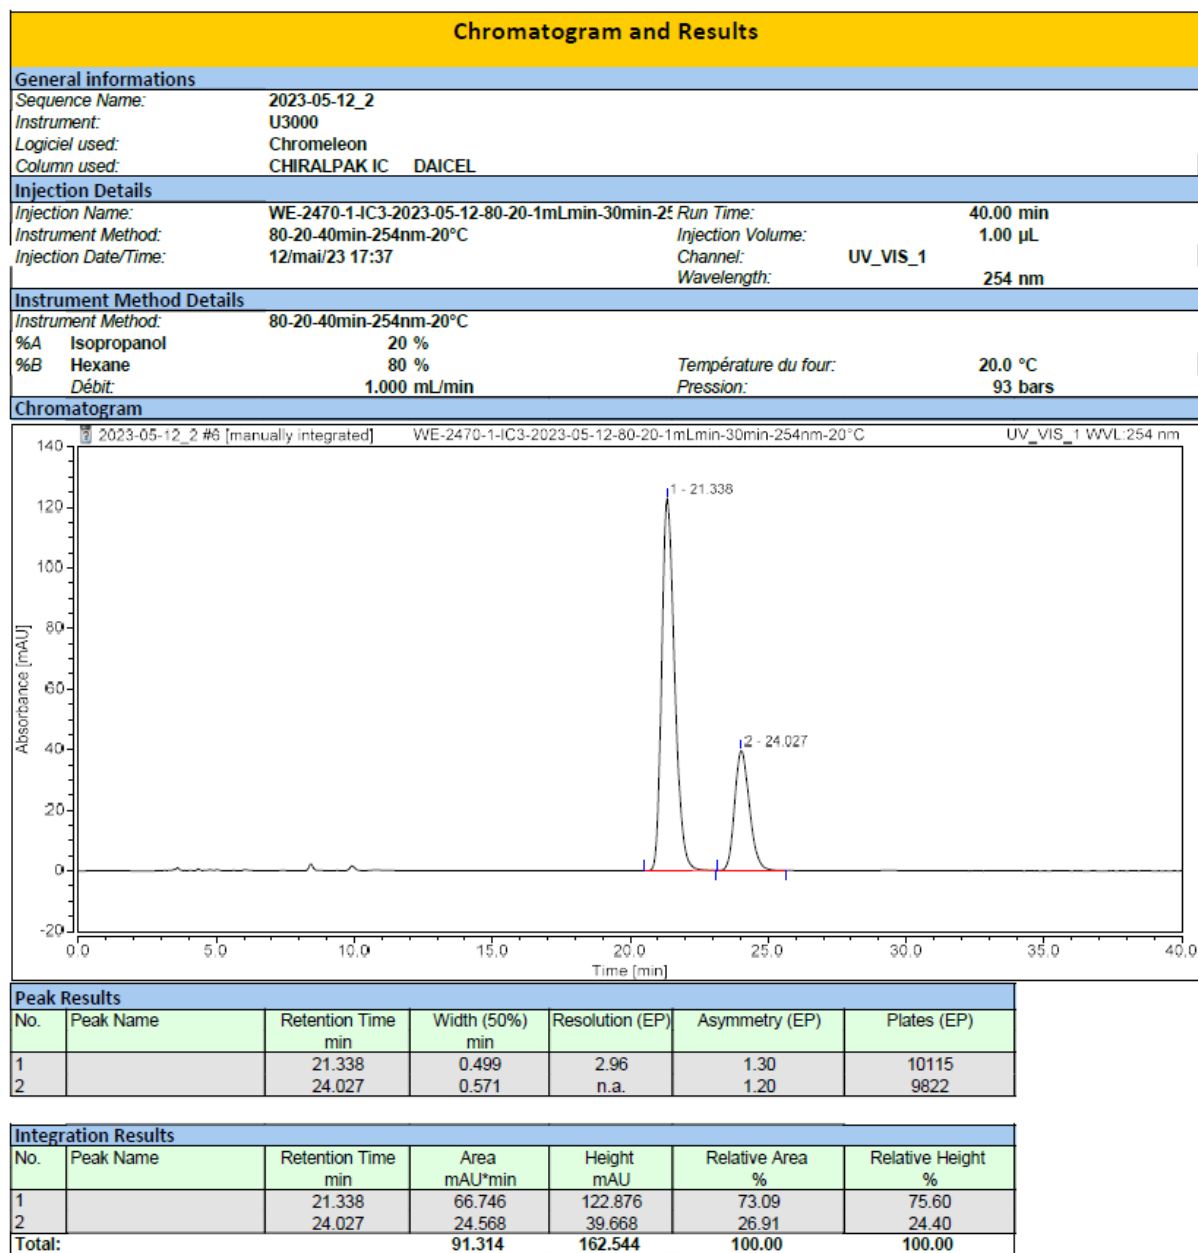 Chromatogram and Results
General informations
Sequence Name: 2023-05-12_2
Instrument: U3000
Logiciel used: Chromeleon
Column used: CHIRALPAK IC DAICEL
Injection Details
Injection Name: WE-2470-1-IC3-2023-05-12-80-20-1mLmin-30min-25 Run Time: 40.00 min
Instrument Method: 80-20-40min-254nm-20°C Injection Volume: 1.00 µL
Injection Date/Time: 12/mai/23 17:37 Channel: UV_VIS_1
Wavelength: 254 nm
Instrument Method Details
Instrument Method: 80-20-40min-254nm-20°C
%A Isopropanol 20 %
%B Hexane 80 % Température du four: 20.0 °C
Débit: 1.000 mL/min Pression: 93 bars
Chromatogram
2023-05-12_2 #6 [manually integrated] WE-2470-1-IC3-2023-05-12-80-20-1mLmin-30min-254nm-20°C UV_VIS_1 WVL:254 nm
140
120
100
80
60
40
20
0
-20
Absorbance [mAU]
1 - 21.338
2 - 24.027
0.0 5.0 10.0 15.0 20.0 25.0 30.0 35.0 40.0
Time [min]
Peak Results
No. Peak Name Retention Time Width (50%) Resolution (EP) Asymmetry (EP) Plates (EP)
min min
1 21.338 0.499 2.96 1.30 10115
2 24.027 0.571 n.a. 1.20 9822
Integration Results
No. Peak Name Retention Time Area Height Relative Area Relative Height
min mAU*min mAU % %
1 21.338 66.746 122.876 73.09 75.60
2 24.027 24.568 39.668 26.91 24.40
Total: 91.314 162.544 100.00 100.00